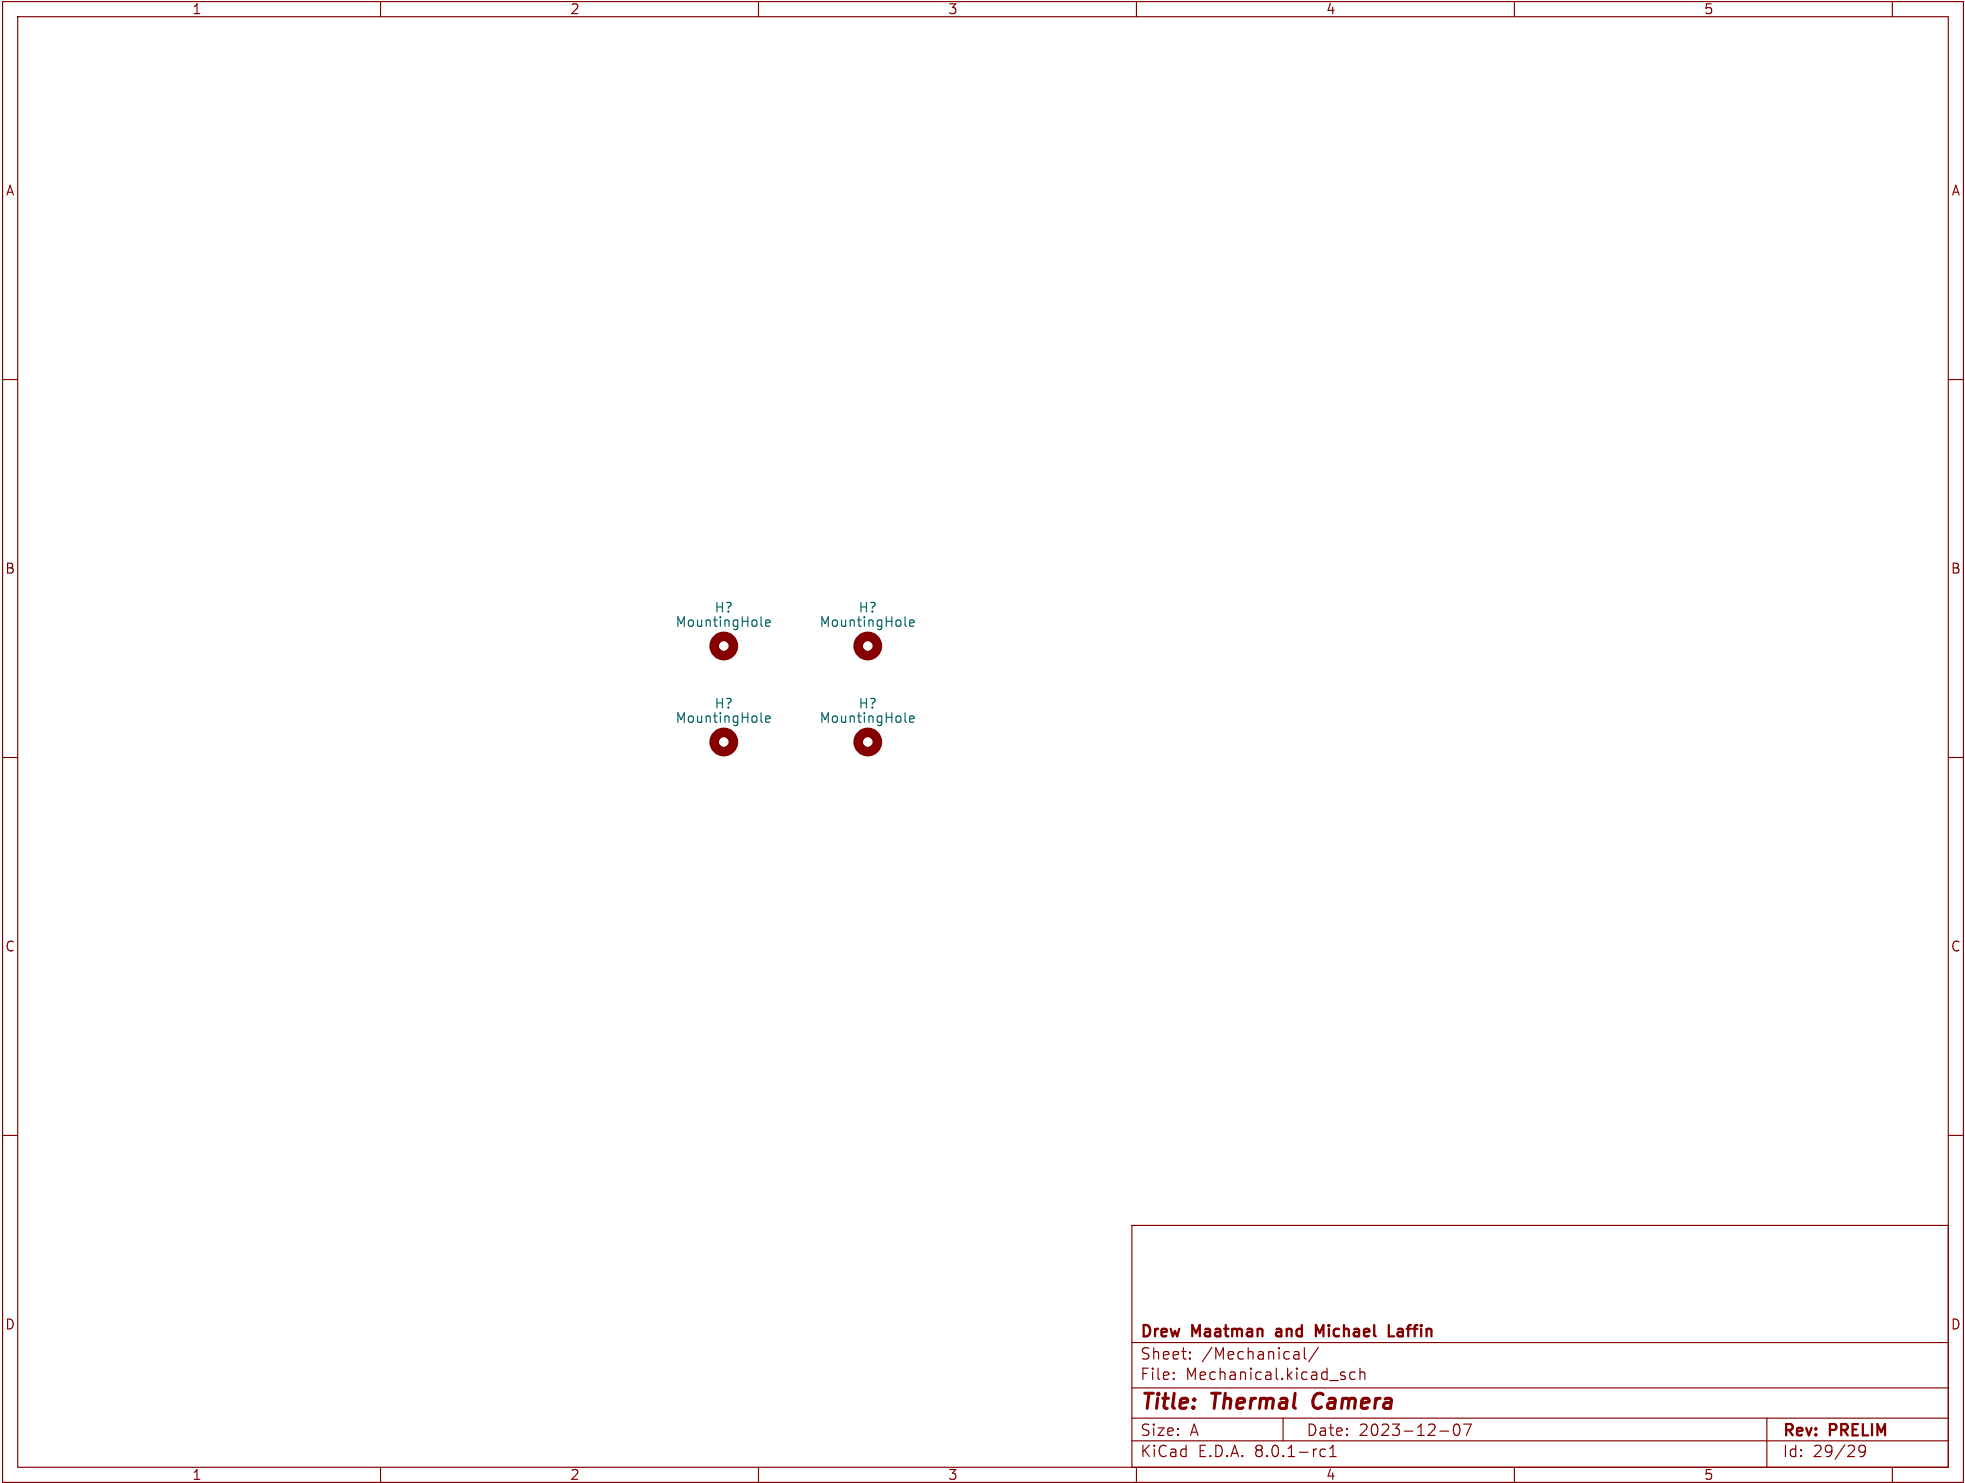 1 2 3 4 5
A A
B B
H? H?
MountingHole MountingHole
H? H?
MountingHole MountingHole
C C
D D
Drew Maatman and Michael Laffin
Sheet: /Mechanical/
File: Mechanical.kicad_sch
Title: Thermal Camera
Size: A Date: 2023-12-07 Rev: PRELIM
KiCad E.D.A. 8.0.1-rc1 Id: 29/29
1 2 3 4 5